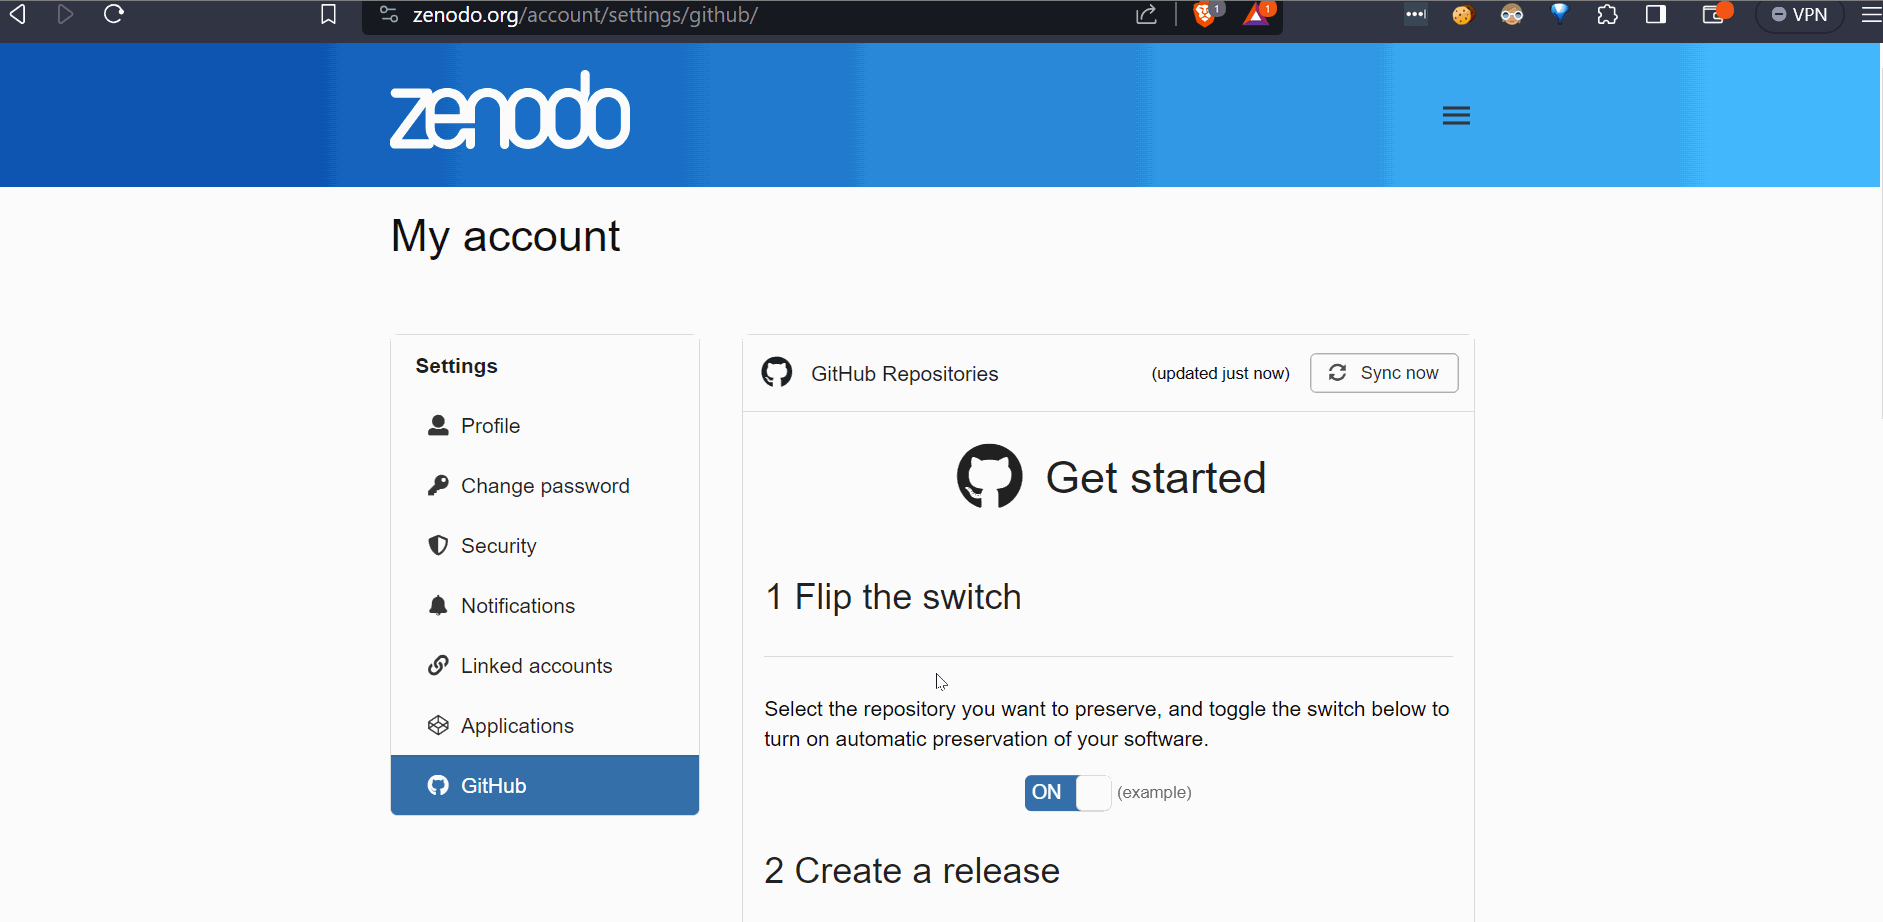 zenodo.org/account/settings/github/
1
1
VPN
zenodo
My account
Settings
Profile
Change password
Security
Notifications
Linked accounts
Applications
GitHub
GitHub Repositories
(updated just now)
Sync now
Get started
1 Flip the switch
Select the repository you want to preserve, and toggle the switch below to
turn on automatic preservation of your software.
ON
(example)
2 Create a release